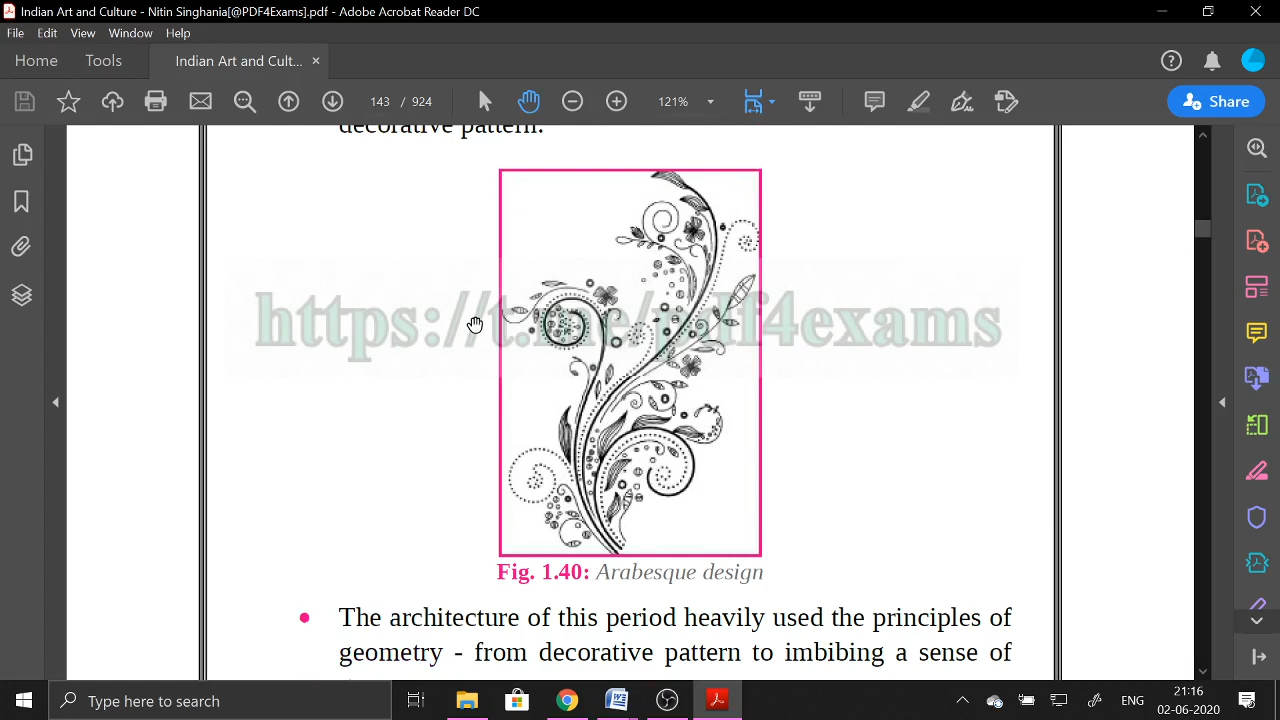 Indian Art and Culture - Nitin Singhania[@PDF4Exams].pdf - Adobe Acrobat Reader DC
File Edit View Window Help
Home Tools Indian Art and Cult... ×
143 / 924 121% Share
decorative pattern.
https://t.me/pdf4exams
Fig. 1.40: Arabesque design
• The architecture of this period heavily used the principles of
geometry - from decorative pattern to imbibing a sense of
Type here to search
ENG
21:16
02-06-2020